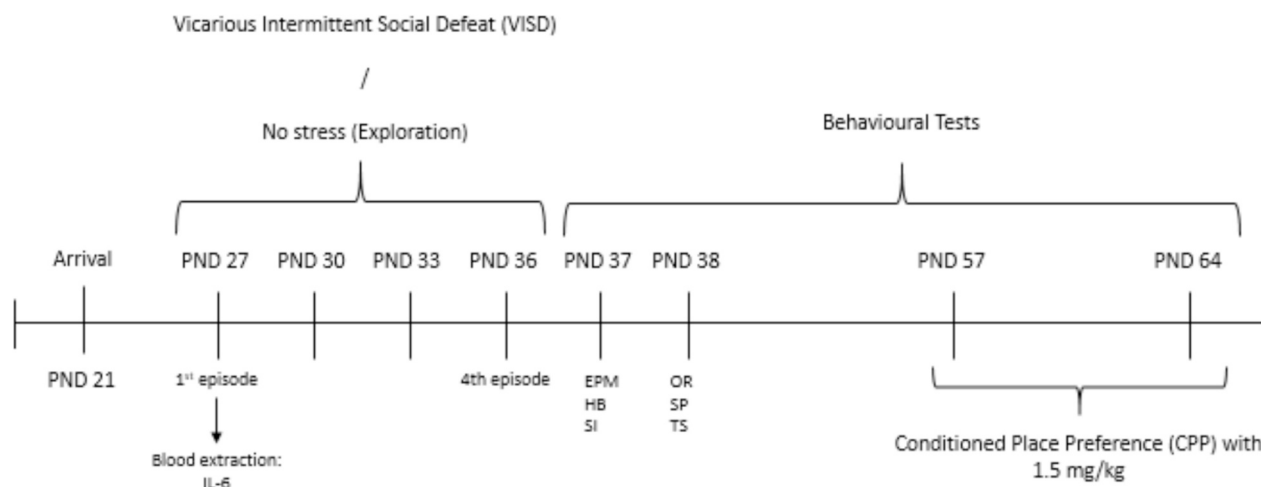 Vicarious Intermittent Social Defeat (VISD)
/
No stress (Exploration)
Behavioural Tests
Arrival
PND 27
PND 30
PND 33
PND 36
PND 37
PND 38
PND 57
PND 64
PND 21
1st episode
4th episode
EPM
HB
SI
OR
SP
TS
Blood extraction:
IL-6
Conditioned Place Preference (CPP) with
1.5 mg/kg